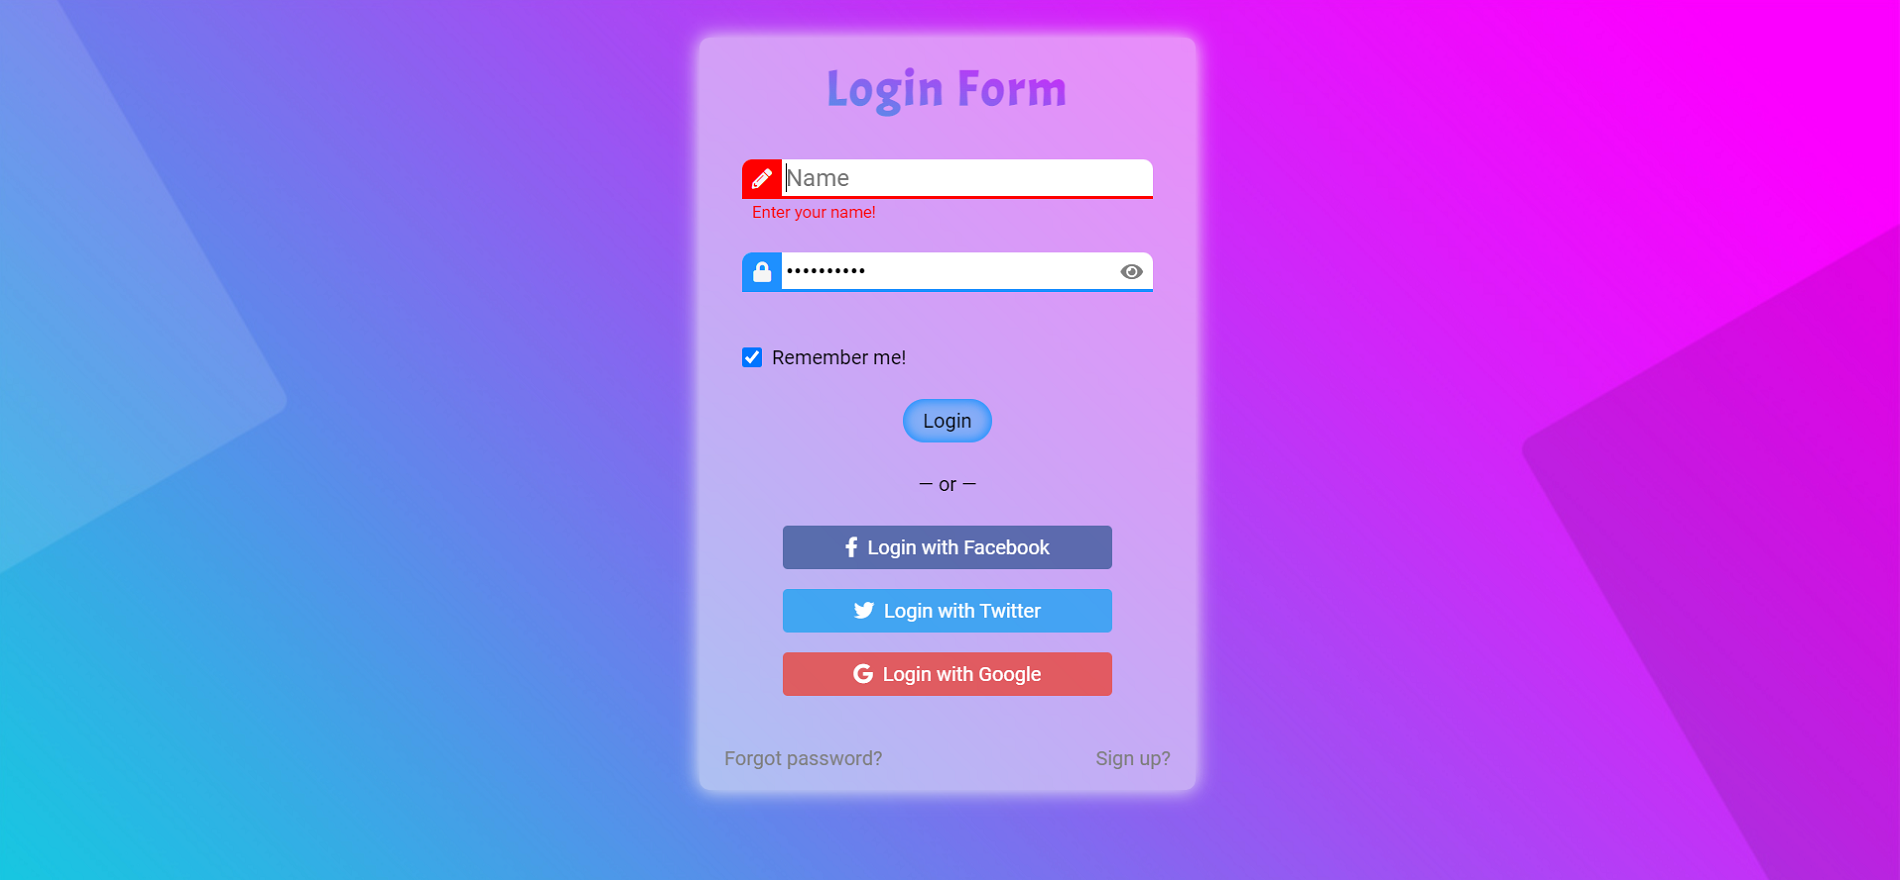 Login Form
Name
Enter your name!
••••••••••
Remember me!
Login
— or —
Login with Facebook
Login with Twitter
Login with Google
Forgot password?
Sign up?